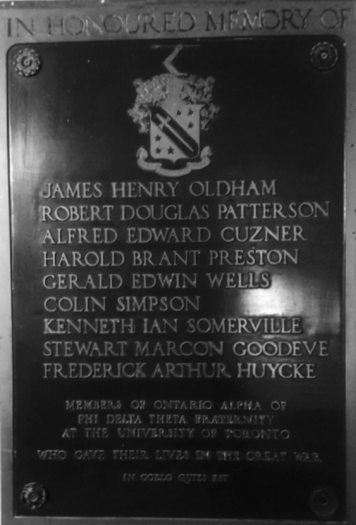 IN HONOURED MEMORY OF
JAMES HENRY OLDHAM
ROBERT DOUGLAS PATTERSON
ALFRED EDWARD CUZNER
HAROLD BRANT PRESTON
GERALD EDWIN WELLS
COLIN SIMPSON
KENNETH IAN SOMERVILLE
STEWART MARCON GOODEVE
FREDERICK ARTHUR HUYCKE
MEMBERS OF ONTARIO ALPHA OF
PHI DELTA THETA FRATERNITY
AT THE UNIVERSITY OF TORONTO
WHO GAVE THEIR LIVES IN THE GREAT WAR
IN COELO QUIES EST